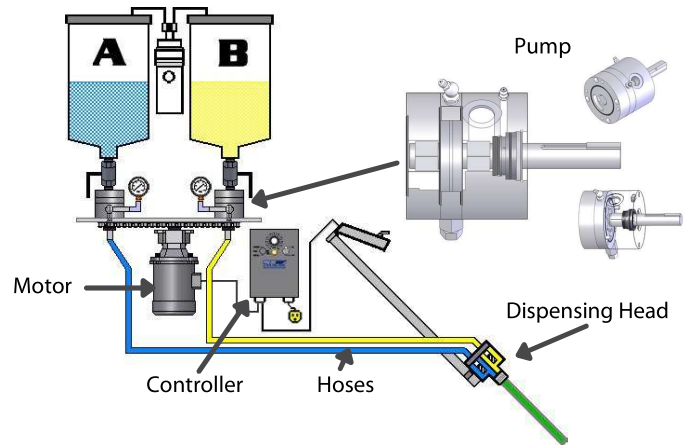 A
B
Pump
Motor
Dispensing Head
Controller
Hoses